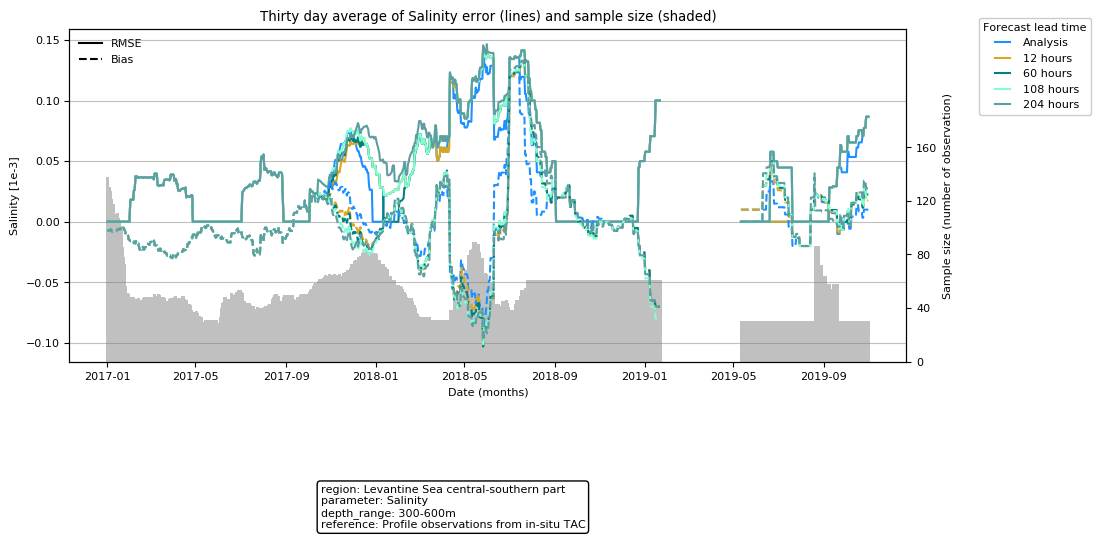 Thirty day average of Salinity error (lines) and sample size (shaded)
Forecast lead time
Analysis
12 hours
60 hours
108 hours
204 hours
RMSE
Bias
0.15
0.10
0.05
0.00
−0.05
−0.10
Salinity [1e-3]
160
120
80
40
0
Sample size (number of observation)
2017-01
2017-05
2017-09
2018-01
2018-05
2018-09
2019-01
2019-05
2019-09
Date (months)
region: Levantine Sea central-southern part
parameter: Salinity
depth_range: 300-600m
reference: Profile observations from in-situ TAC